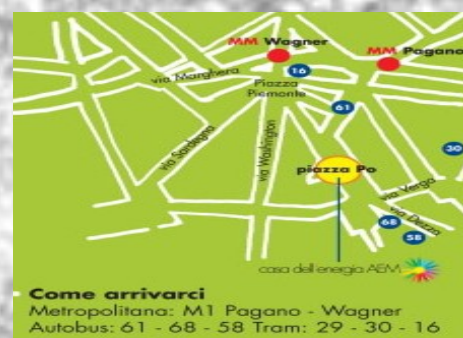 MM Wagner
MM Pagano
via Marghera
16
Piazza
Piemonte
61
via Sardegna
via Washington
30
piazza Po
via Verga
via Dezza
68
58
casa dell'energia AEM
Come arrivarci
Metropolitana: M1 Pagano - Wagner
Autobus: 61 - 68 - 58 Tram: 29 - 30 - 16